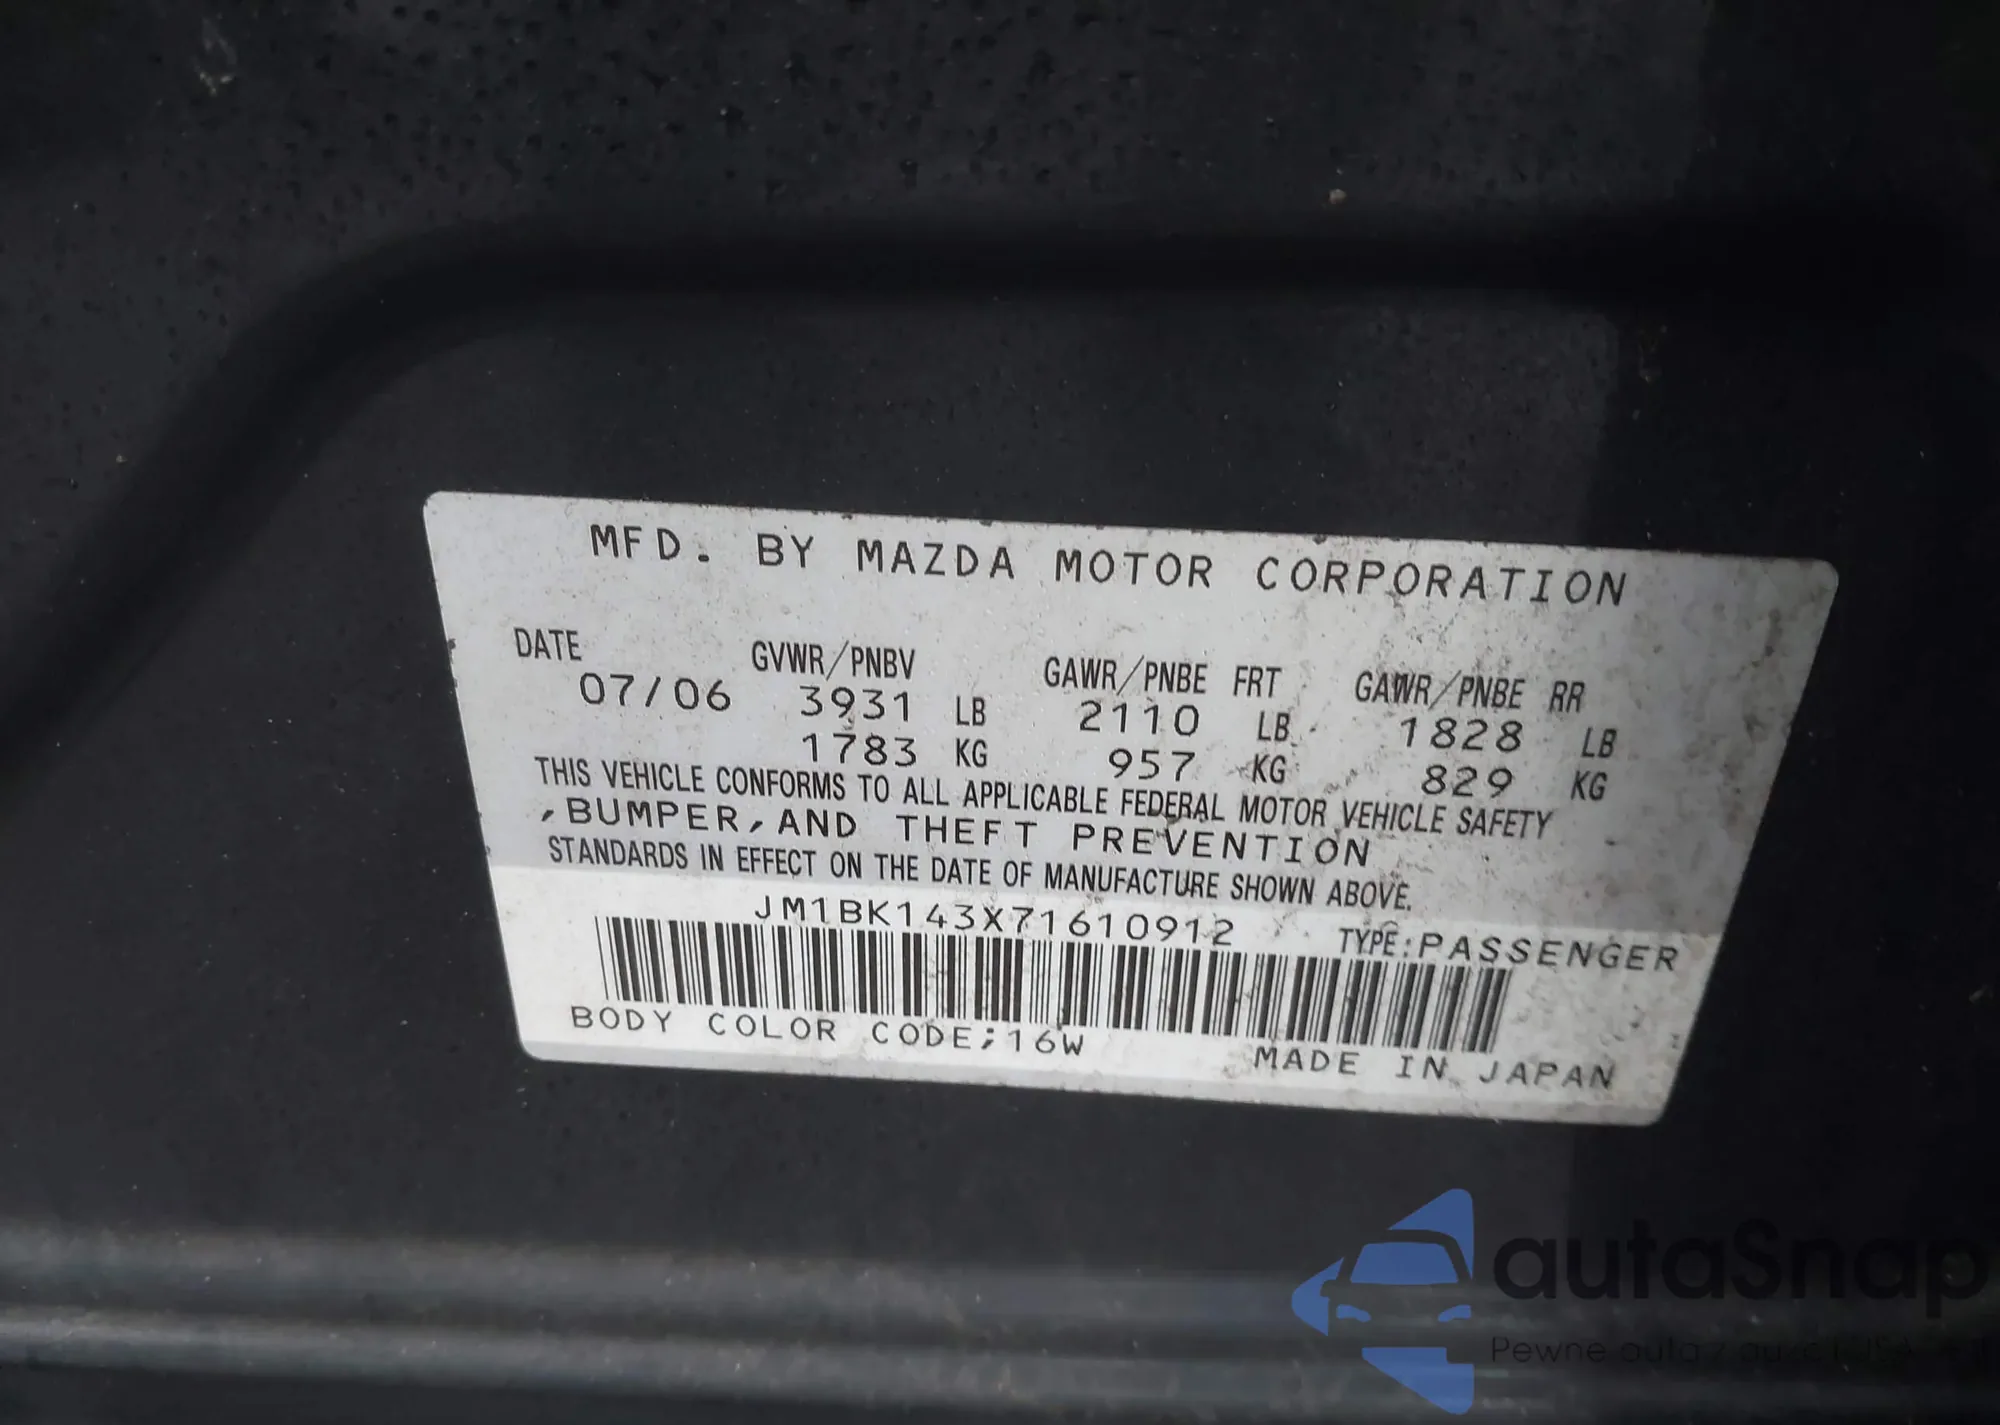 MFD. BY MAZDA MOTOR CORPORATION
DATE GVWR/PNBV GAWR/PNBE FRT GAWR/PNBE RR
07/06 3931 LB 2110 LB 1828 LB
1783 KG 957 KG 829 KG
THIS VEHICLE CONFORMS TO ALL APPLICABLE FEDERAL MOTOR VEHICLE SAFETY
,BUMPER,AND THEFT PREVENTION
STANDARDS IN EFFECT ON THE DATE OF MANUFACTURE SHOWN ABOVE.
JM1BK143X71610912 TYPE:PASSENGER
BODY COLOR CODE;16W MADE IN JAPAN
autaSnap
Pewne auta z